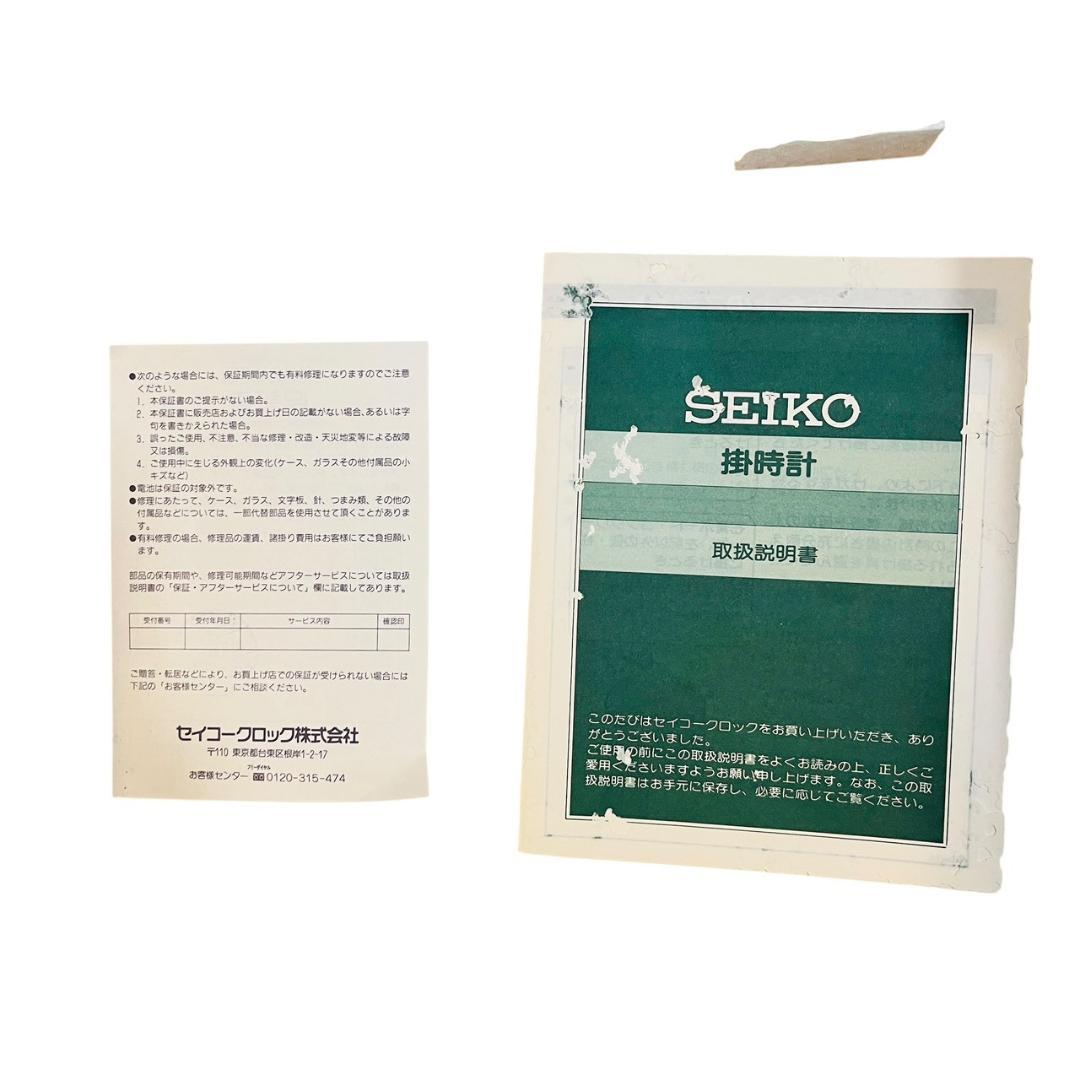 ●次のような場合には、保証期間内でも有料修理になりますのでご注意
ください。
1. 本保証書のご提示がない場合。
2. 本保証書に販売店およびお買上げ日の記載がない場合、あるいは字
句を書きかえられた場合。
3. 誤ったご使用、不注意、不当な修理・改造・天災地変等による故障
又は損傷。
4. ご使用中に生じる外観上の変化(ケース、ガラスその他付属品の小
キズなど)
●電池は保証の対象外です。
●修理にあたって、ケース、ガラス、文字板、針、つまみ類、その他の
付属品などについては、一部代替部品を使用させて頂くことがありま
す。
●有料修理の場合、修理品の運賃、諸掛り費用はお客様にてご負担願い
ます。
部品の保有期間や、修理可能期間などアフターサービスについては取扱
説明書の「保証・アフターサービスについて」欄に記載してあります。
受付番号 受付年月日 サービス内容 確認印
ご贈答・転居などにより、お買上げ店での保証が受けられない場合には
下記の「お客様センター」にご相談ください。
セイコークロック株式会社
〒110 東京都台東区根岸1-2-17
フリーダイヤル
お客様センター 0120-315-474
SEIKO
掛時計
取扱説明書
このたびはセイコークロックをお買い上げいただき、あり
がとうございました。
ご使用の前にこの取扱説明書をよくお読みの上、正しくご
愛用くださいますようお願い申し上げます。なお、この取
扱説明書はお手元に保存し、必要に応じてご覧ください。